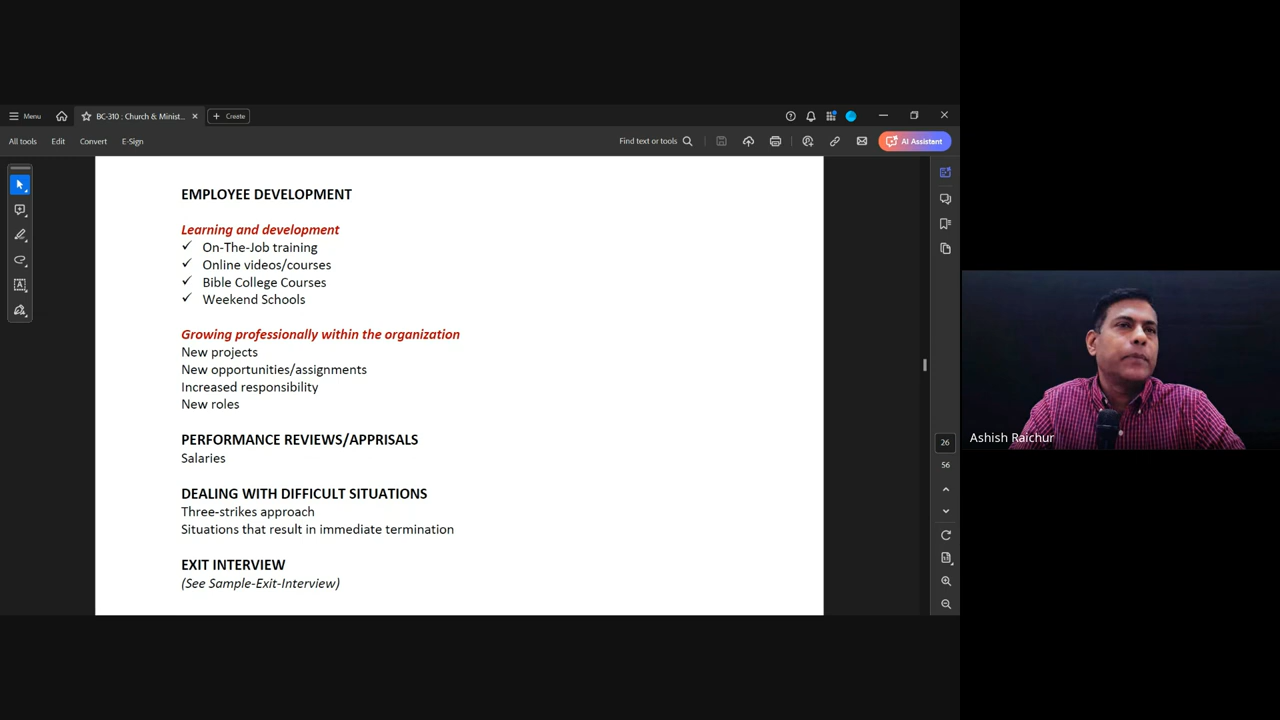 Menu
BC-310 : Church & Minist...
Create
All tools
Edit
Convert
E-Sign
Find text or tools
AI Assistant
EMPLOYEE DEVELOPMENT
Learning and development
✓ On-The-Job training
✓ Online videos/courses
✓ Bible College Courses
✓ Weekend Schools
Growing professionally within the organization
New projects
New opportunities/assignments
Increased responsibility
New roles
PERFORMANCE REVIEWS/APPRISALS
Salaries
DEALING WITH DIFFICULT SITUATIONS
Three-strikes approach
Situations that result in immediate termination
EXIT INTERVIEW
(See Sample-Exit-Interview)
26
56
Ashish Raichur